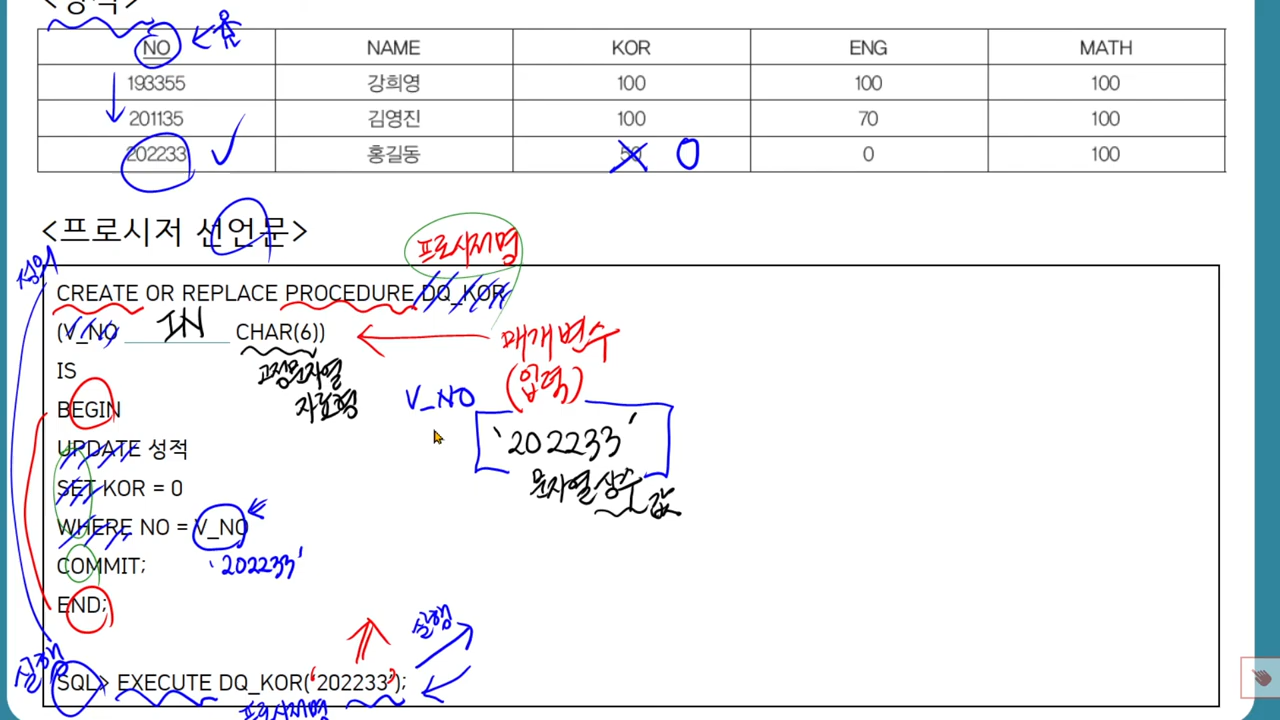 <성적>
NO NAME KOR ENG MATH
193355 강희영 100 100 100
201135 김영진 100 70 100
202233 홍길동 50 0 0 100
<프로시저 선언문>
프로시저명
정의
CREATE OR REPLACE PROCEDURE DQ_KOR
(V_NO IN CHAR(6))
매개변수
(입력)
고정문자열
자료형
IS
V_NO
BEGIN
'202233'
UPDATE 성적
문자열 상수 값
SET KOR = 0
WHERE NO = V_NO
COMMIT;
'202233'
END;
실행
실행
SQL> EXECUTE DQ_KOR('202233');
프로시저명